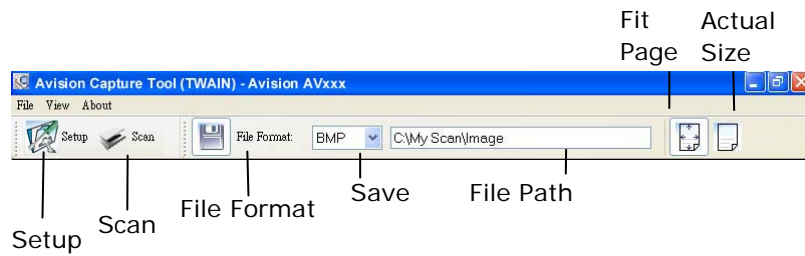 Fit Page
Actual Size
Avision Capture Tool (TWAIN) - Avision AVxxx
File View About
Setup Scan File Format: BMP C:\My Scan\Image
File Format
Save
File Path
Scan
Setup